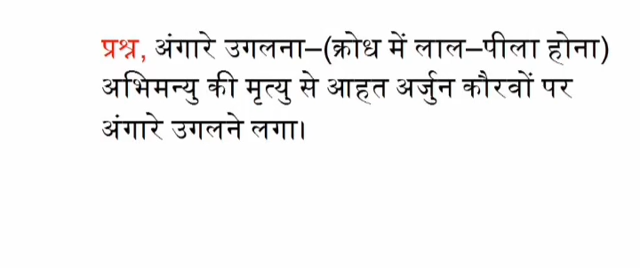 प्रश्न, अंगारे उगलना–(क्रोध में लाल–पीला होना)
अभिमन्यु की मृत्यु से आहत अर्जुन कौरवों पर
अंगारे उगलने लगा।